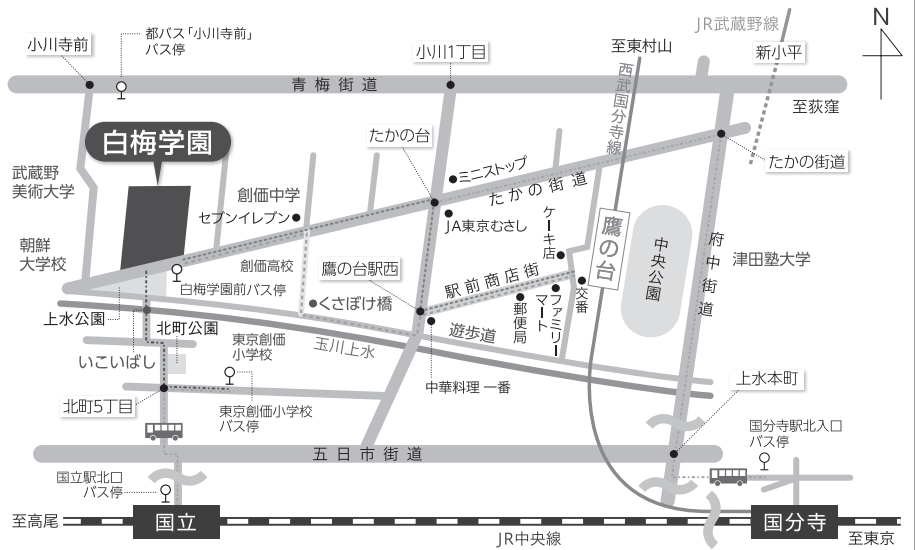 JR武蔵野線
N
都バス「小川寺前」
バス停
小川寺前
小川1丁目
至東村山
新小平
青梅街道
西武国分寺線
至荻窪
白梅学園
たかの台
たかの街道
ミニストップ
たかの街道
武蔵野
美術大学
創価中学
セブンイレブン
JA東京むさし
ケーキ店
鷹の台
中央公園
府中街道
津田塾大学
朝鮮
大学校
創価高校
鷹の台駅西
駅前商店街
白梅学園前バス停
くさぼけ橋
郵便局
ファミリー
マート
交番
上水公園
北町公園
東京創価
小学校
玉川上水
遊歩道
いこいばし
中華料理 一番
上水本町
北町5丁目
東京創価小学校
バス停
国分寺駅北入口
バス停
五日市街道
国立駅北口
バス停
至高尾
国立
JR中央線
国分寺
至東京